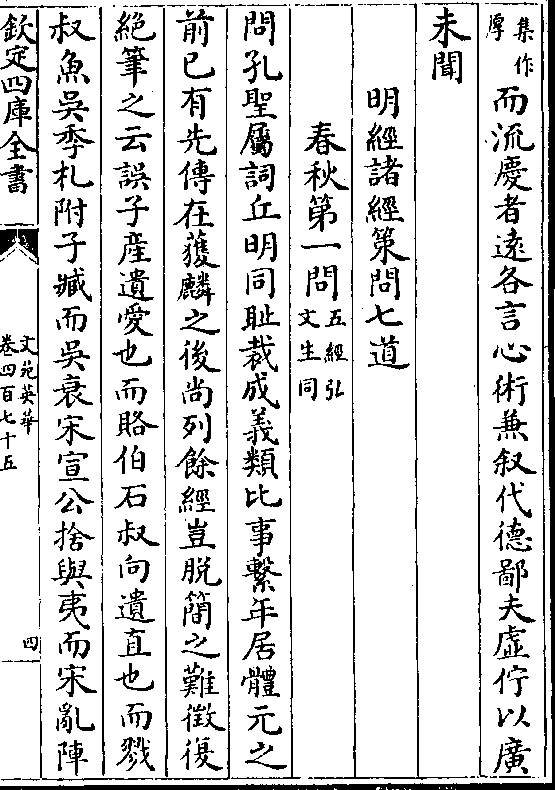 集作
厚
而流慶者遠各言心術兼叙代德鄙夫虛佇以廣
未聞
明經諸經策問七道
春秋第一問
五經弘
文生同
問孔聖屬詞丘明同耻裁成義類比事繫年居體元之
前已有先傳在獲麟之後尚列餘經豈脱簡之難徵復
絶筆之云誤子產遺愛也而賂伯石叔向遺直也而戮
叔魚吳季札附子臧而吳衰宋宣公捨與夷而宋亂陣
欽定四庫全書
文苑英華
卷四百七十五
四